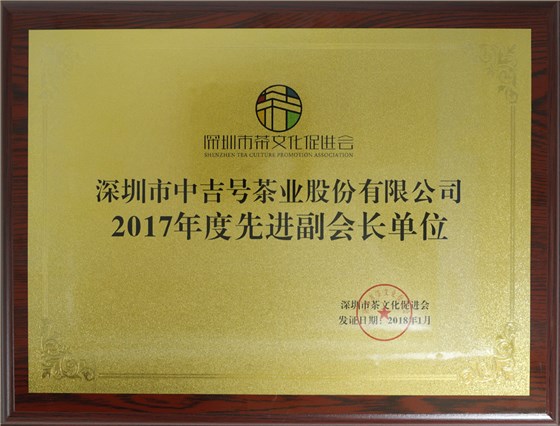 深圳市茶文化促进会
SHENZHEN TEA CULTURE PROMOTION ASSOCIATION
深圳市中吉号茶业股份有限公司
2017年度先进副会长单位
深圳市茶文化促进会
发证日期：2018年1月